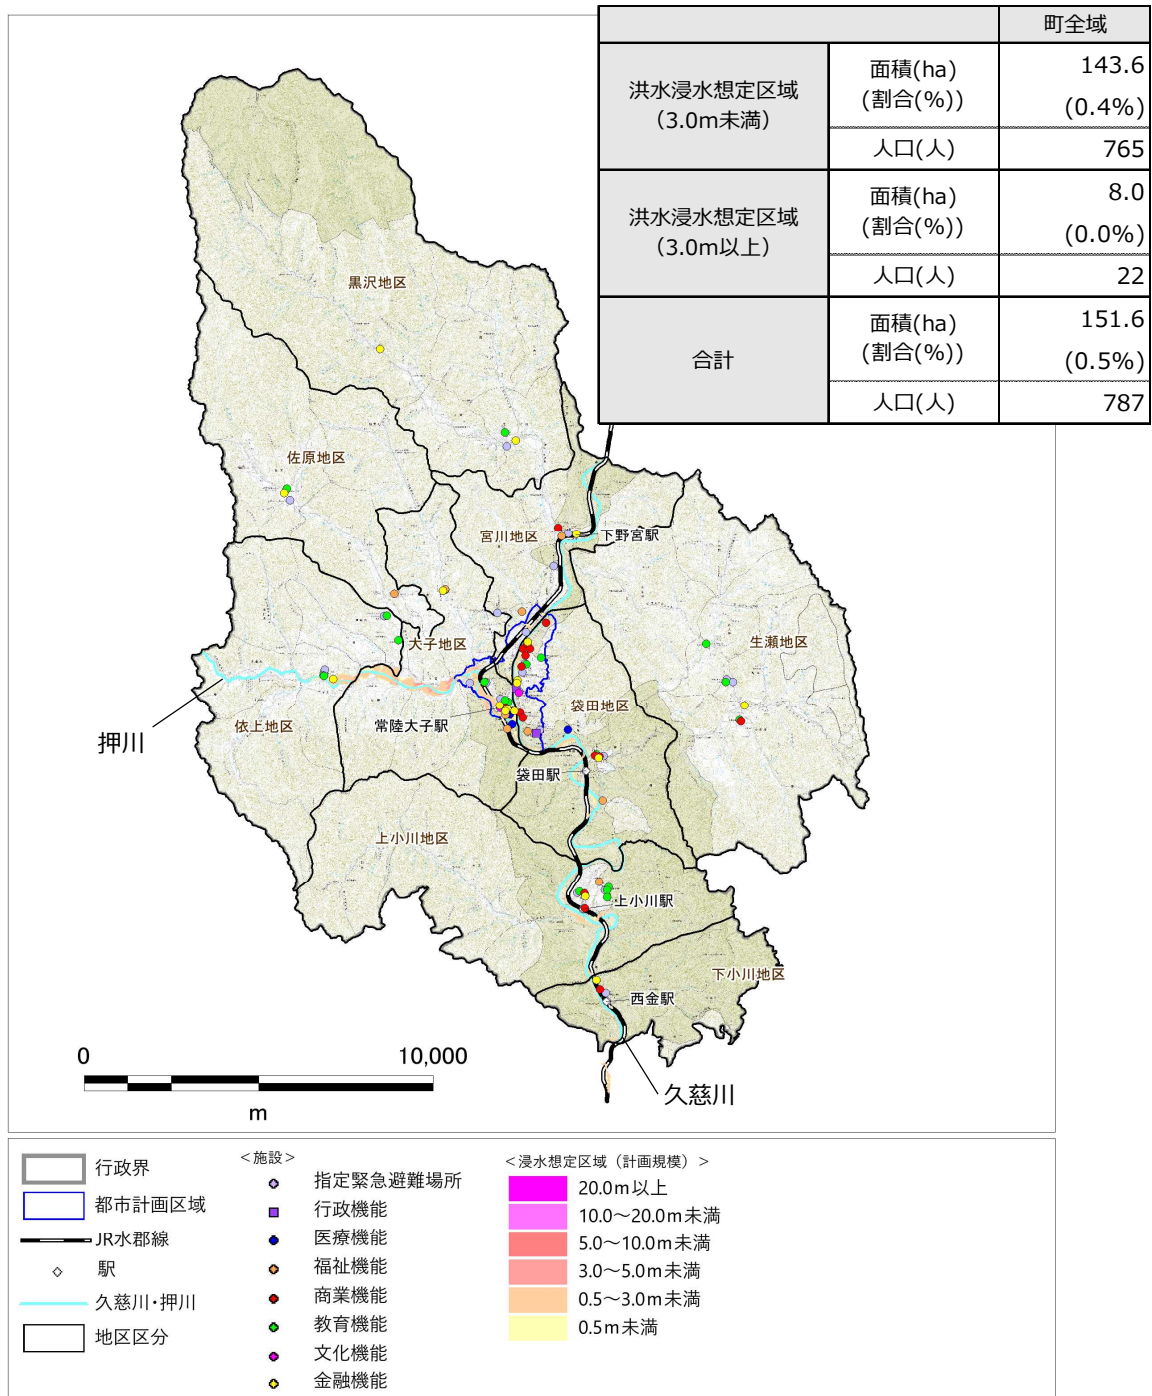 町全域
洪水浸水想定区域
（3.0m未満）
面積(ha)
(割合(%))
143.6
(0.4%)
人口(人)
765
洪水浸水想定区域
（3.0m以上）
面積(ha)
(割合(%))
8.0
(0.0%)
人口(人)
22
合計
面積(ha)
(割合(%))
151.6
(0.5%)
人口(人)
787
黒沢地区
佐原地区
宮川地区
下野宮駅
大子地区
生瀬地区
押川
依上地区
常陸大子駅
袋田地区
袋田駅
上小川地区
上小川駅
下小川地区
西金駅
久慈川
0
10,000
m
行政界
都市計画区域
JR水郡線
駅
久慈川・押川
地区区分
＜施設＞
指定緊急避難場所
行政機能
医療機能
福祉機能
商業機能
教育機能
文化機能
金融機能
＜浸水想定区域（計画規模）＞
20.0m以上
10.0～20.0m未満
5.0～10.0m未満
3.0～5.0m未満
0.5～3.0m未満
0.5m未満